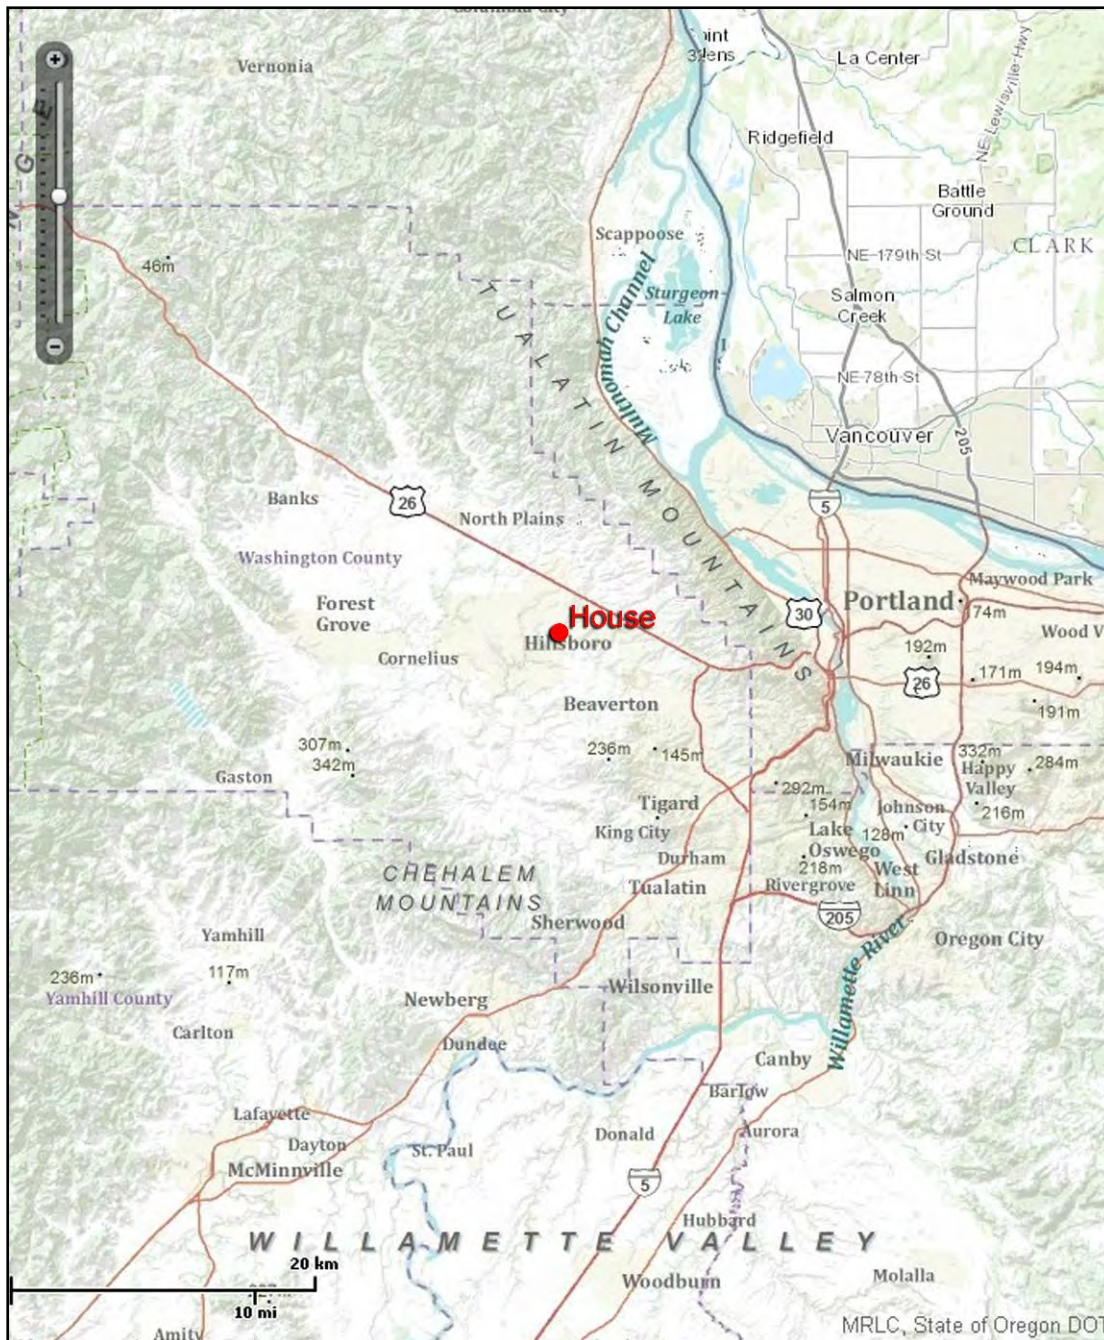 Columbia City
Vernonia
La Center
Ridgefield
NE Lewisville Hwy
Battle
Ground
CLARK
Scappoose
NE 179th St
Multnomah Channel
Sturgeon
Lake
Salmon
Creek
46m
TUALATIN MOUNTAINS
NE 78th St
Vancouver
205
5
Banks
26
North Plains
Washington County
Maywood Park
Forest
Grove
House
30
Portland
74m
Hillsboro
Cornelius
192m
Wood V
26
171m
194m
191m
Beaverton
307m
342m
236m
145m
Milwaukie
332m
Happy
Valley
284m
Gaston
292m
154m
Johnson
City
216m
Tigard
King City
128m
Lake
Oswego
Durham
218m
West
Linn
Gladstone
CHEHALEM
MOUNTAINS
Tualatin
Rivergrove
205
Sherwood
Oregon City
Yamhill
236m
117m
Yamhill County
Willamette River
Newberg
Wilsonville
Carlton
Dundee
Canby
Barlow
Lafayette
Dayton
Donald
Aurora
St. Paul
McMinnville
5
Hubbard
WILLAMETTE VALLEY
20 km
10 mi
Woodburn
Molalla
Amity
MRLC, State of Oregon DOT